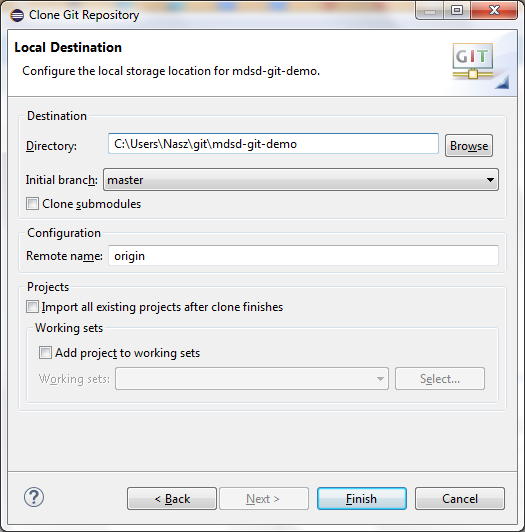 Clone Git Repository
Local Destination
Configure the local storage location for mdsd-git-demo.
GIT
Destination
Directory: C:\Users\Nasz\git\mdsd-git-demo Browse
Initial branch: master
Clone submodules
Configuration
Remote name: origin
Projects
Import all existing projects after clone finishes
Working sets
Add project to working sets
Working sets: Select...
? < Back Next > Finish Cancel